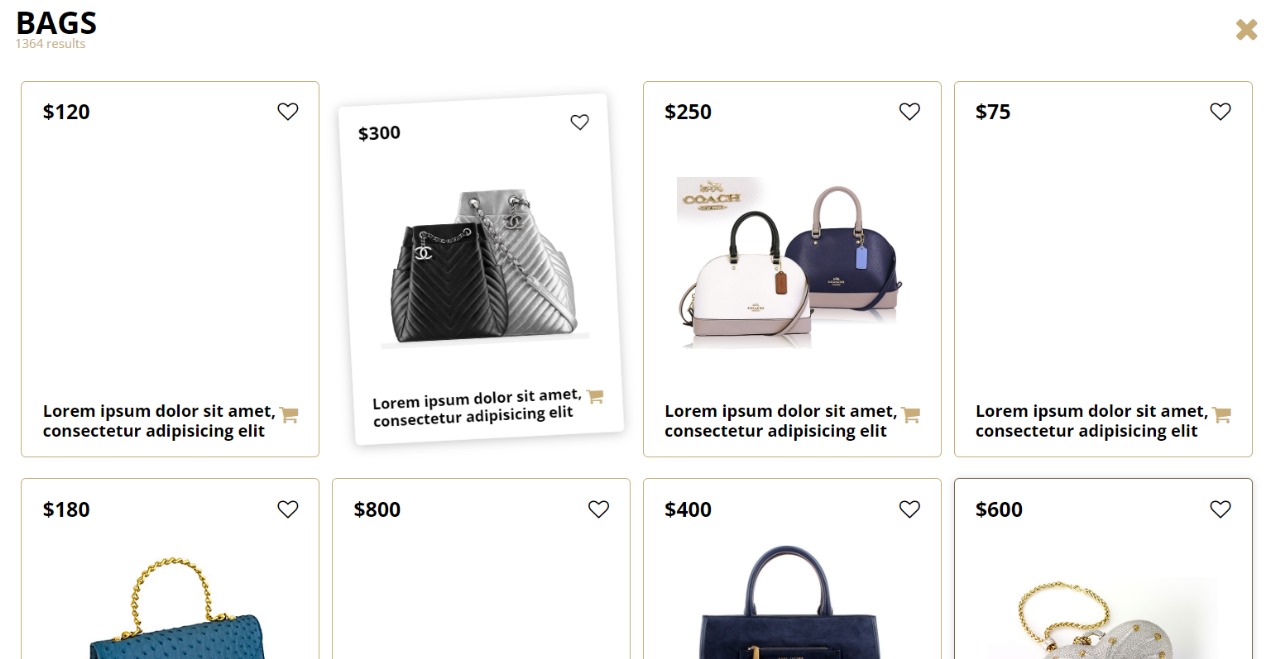 BAGS
1364 results
$120
$300
$250
$75
COACH
Lorem ipsum dolor sit amet,
consectetur adipisicing elit
Lorem ipsum dolor sit amet,
consectetur adipisicing elit
Lorem ipsum dolor sit amet,
consectetur adipisicing elit
Lorem ipsum dolor sit amet,
consectetur adipisicing elit
$180
$800
$400
$600